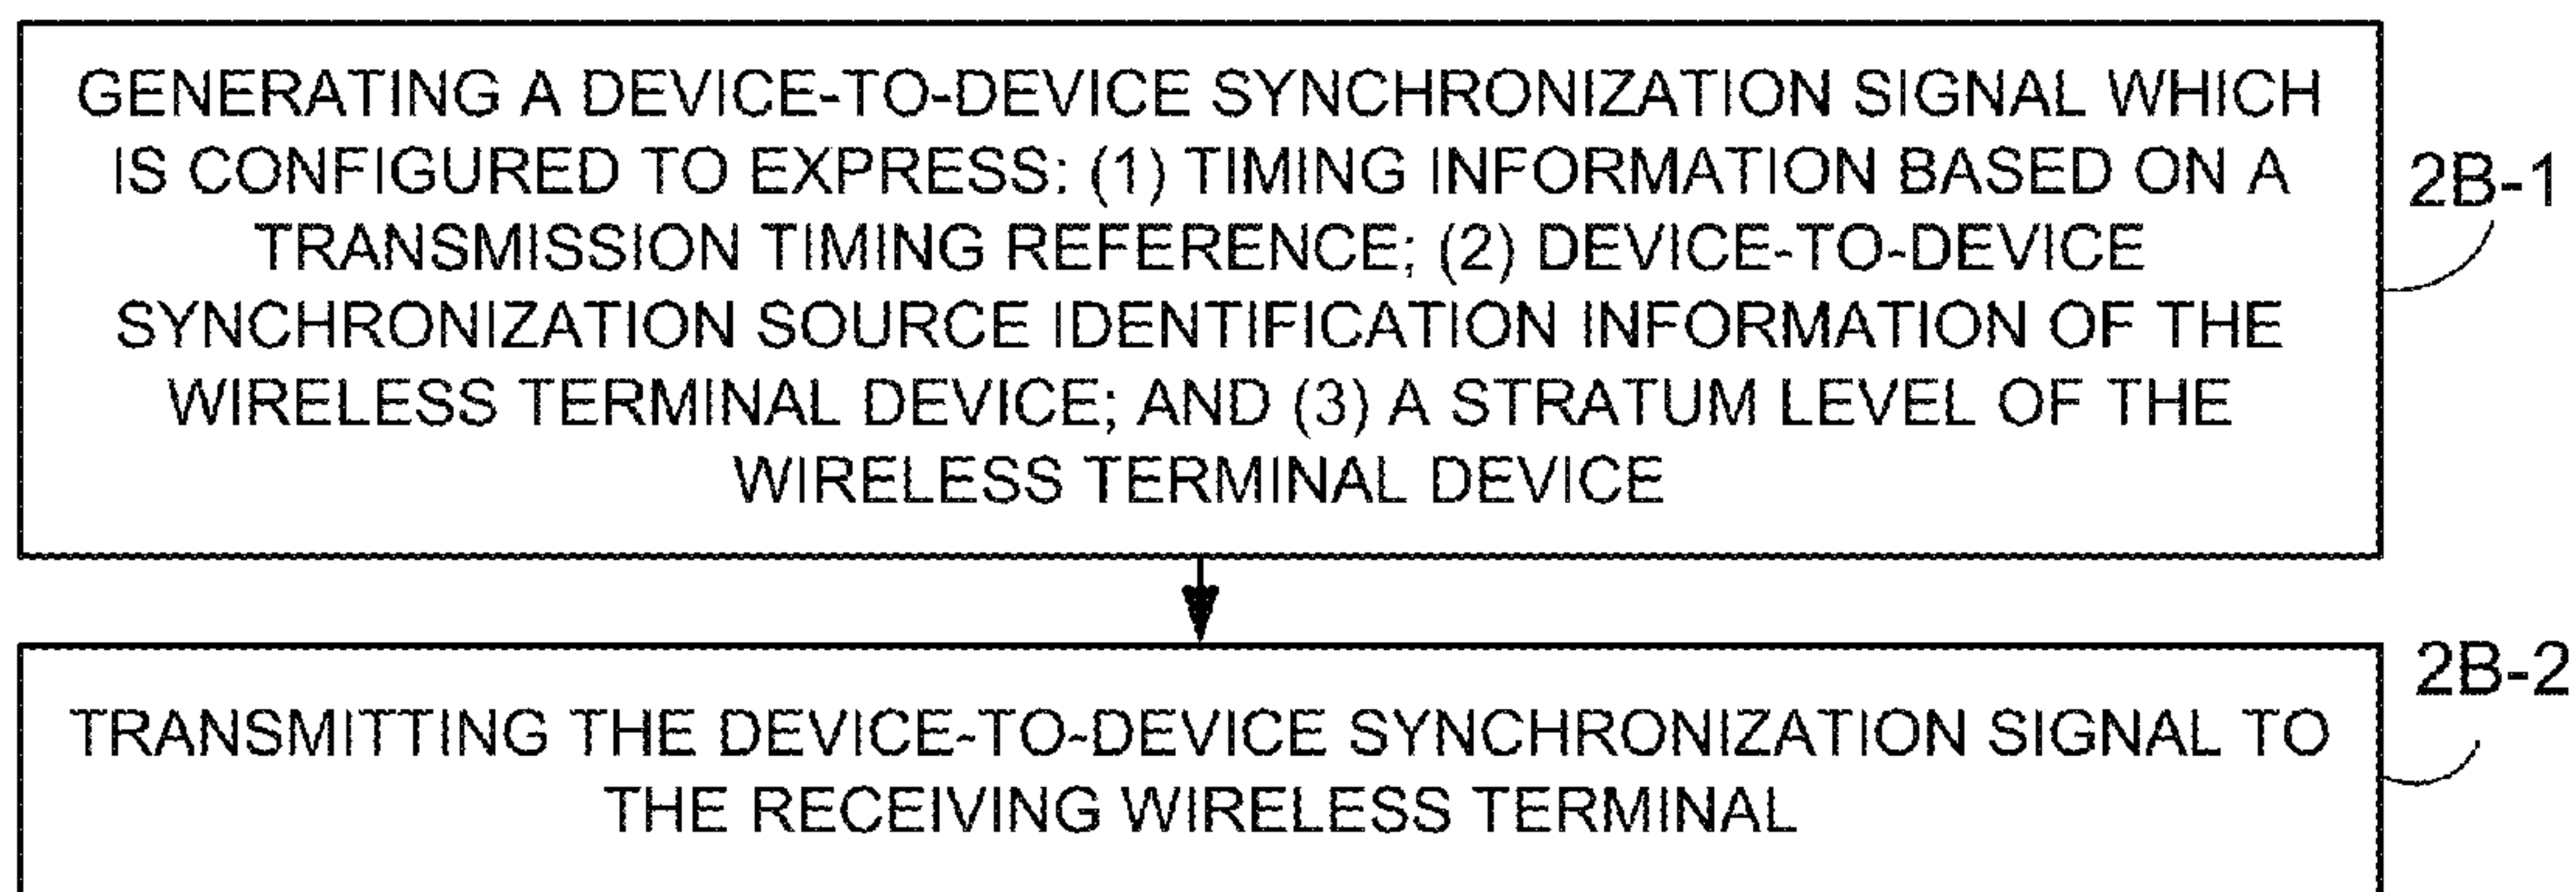 GENERATING A DEVICE-TO-DEVICE SYNCHRONIZATION SIGNAL WHICH
IS CONFIGURED TO EXPRESS: (1) TIMING INFORMATION BASED ON A
TRANSMISSION TIMING REFERENCE; (2) DEVICE-TO-DEVICE
SYNCHRONIZATION SOURCE IDENTIFICATION INFORMATION OF THE
WIRELESS TERMINAL DEVICE; AND (3) A STRATUM LEVEL OF THE
WIRELESS TERMINAL DEVICE
2B-1
TRANSMITTING THE DEVICE-TO-DEVICE SYNCHRONIZATION SIGNAL TO
THE RECEIVING WIRELESS TERMINAL
2B-2